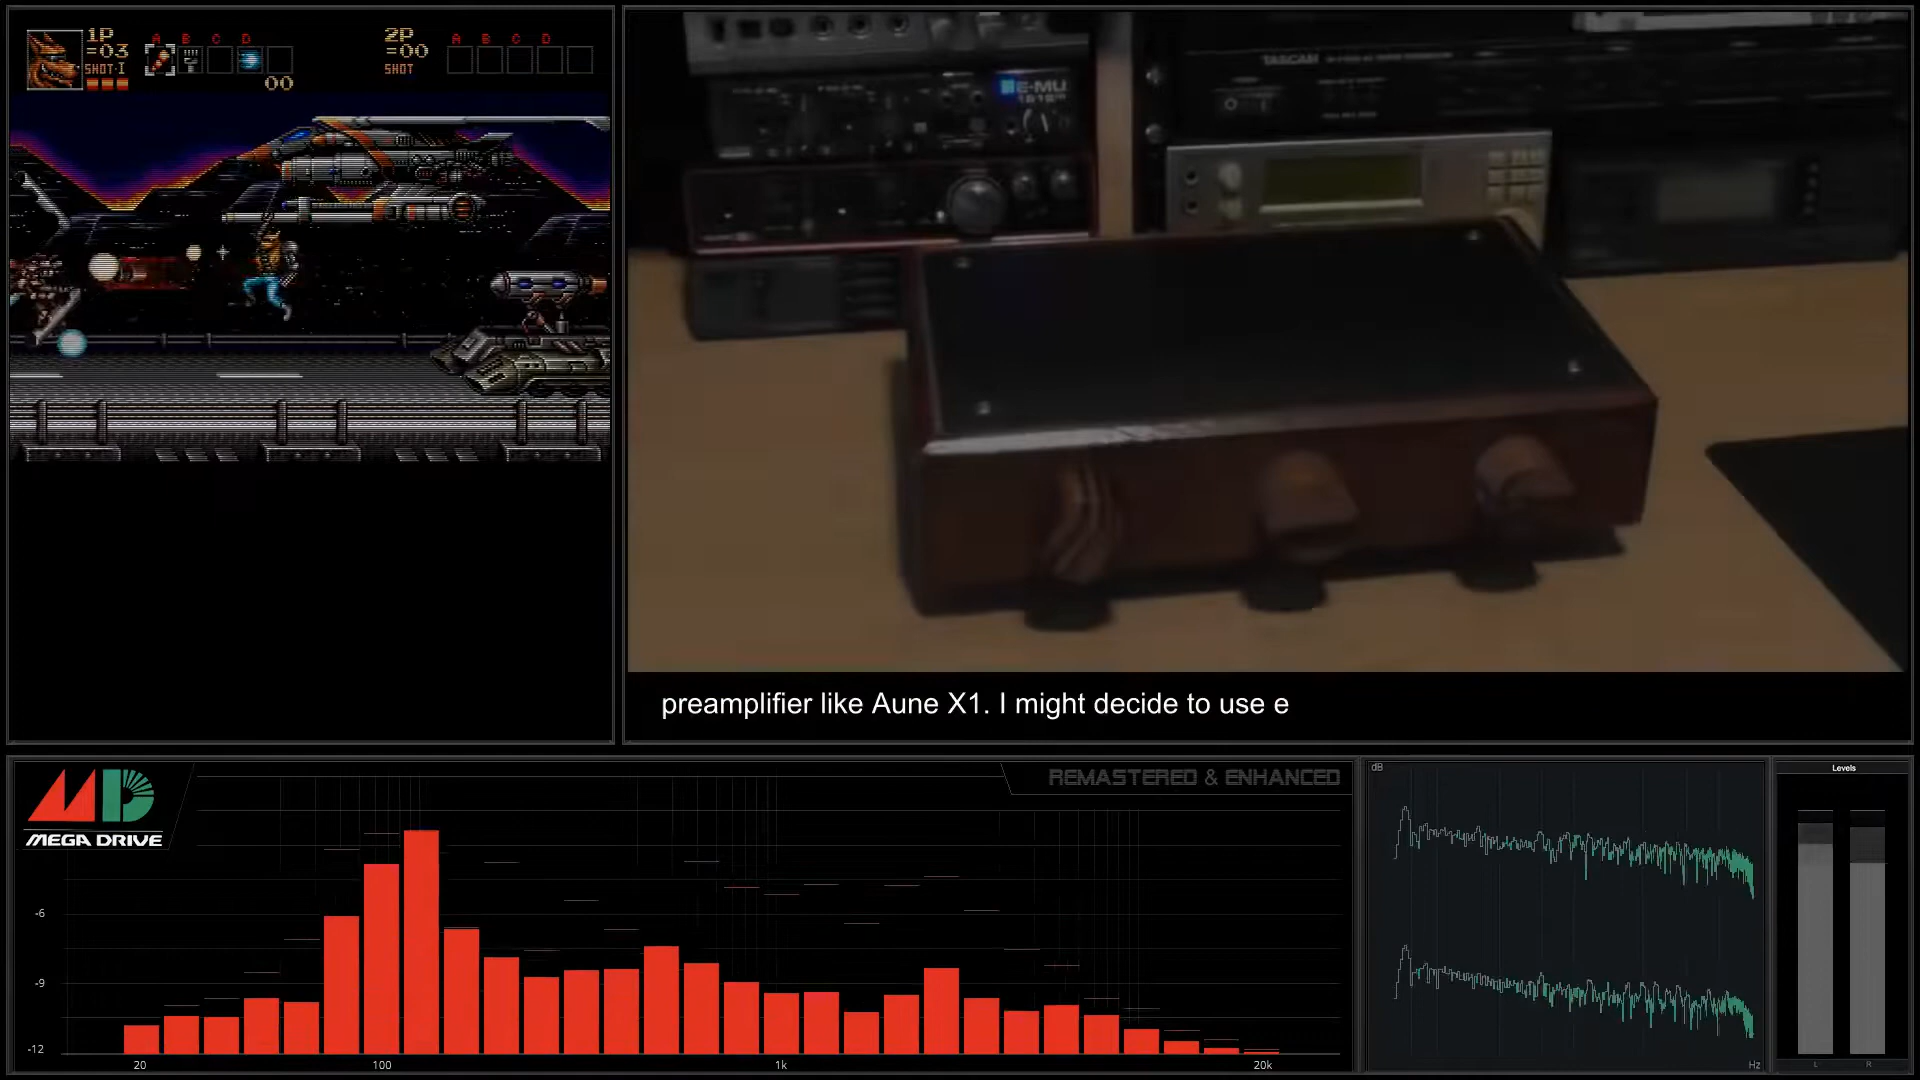 1P
=03
SHOT·I
A B C D
00
2P
=00
SHOT
A B C D
E-MU
TASCAM
preamplifier like Aune X1. I might decide to use e
MEGA DRIVE
REMASTERED & ENHANCED
-6
-9
-12
20 100 1k 20k
dB
Hz
Levels
L R